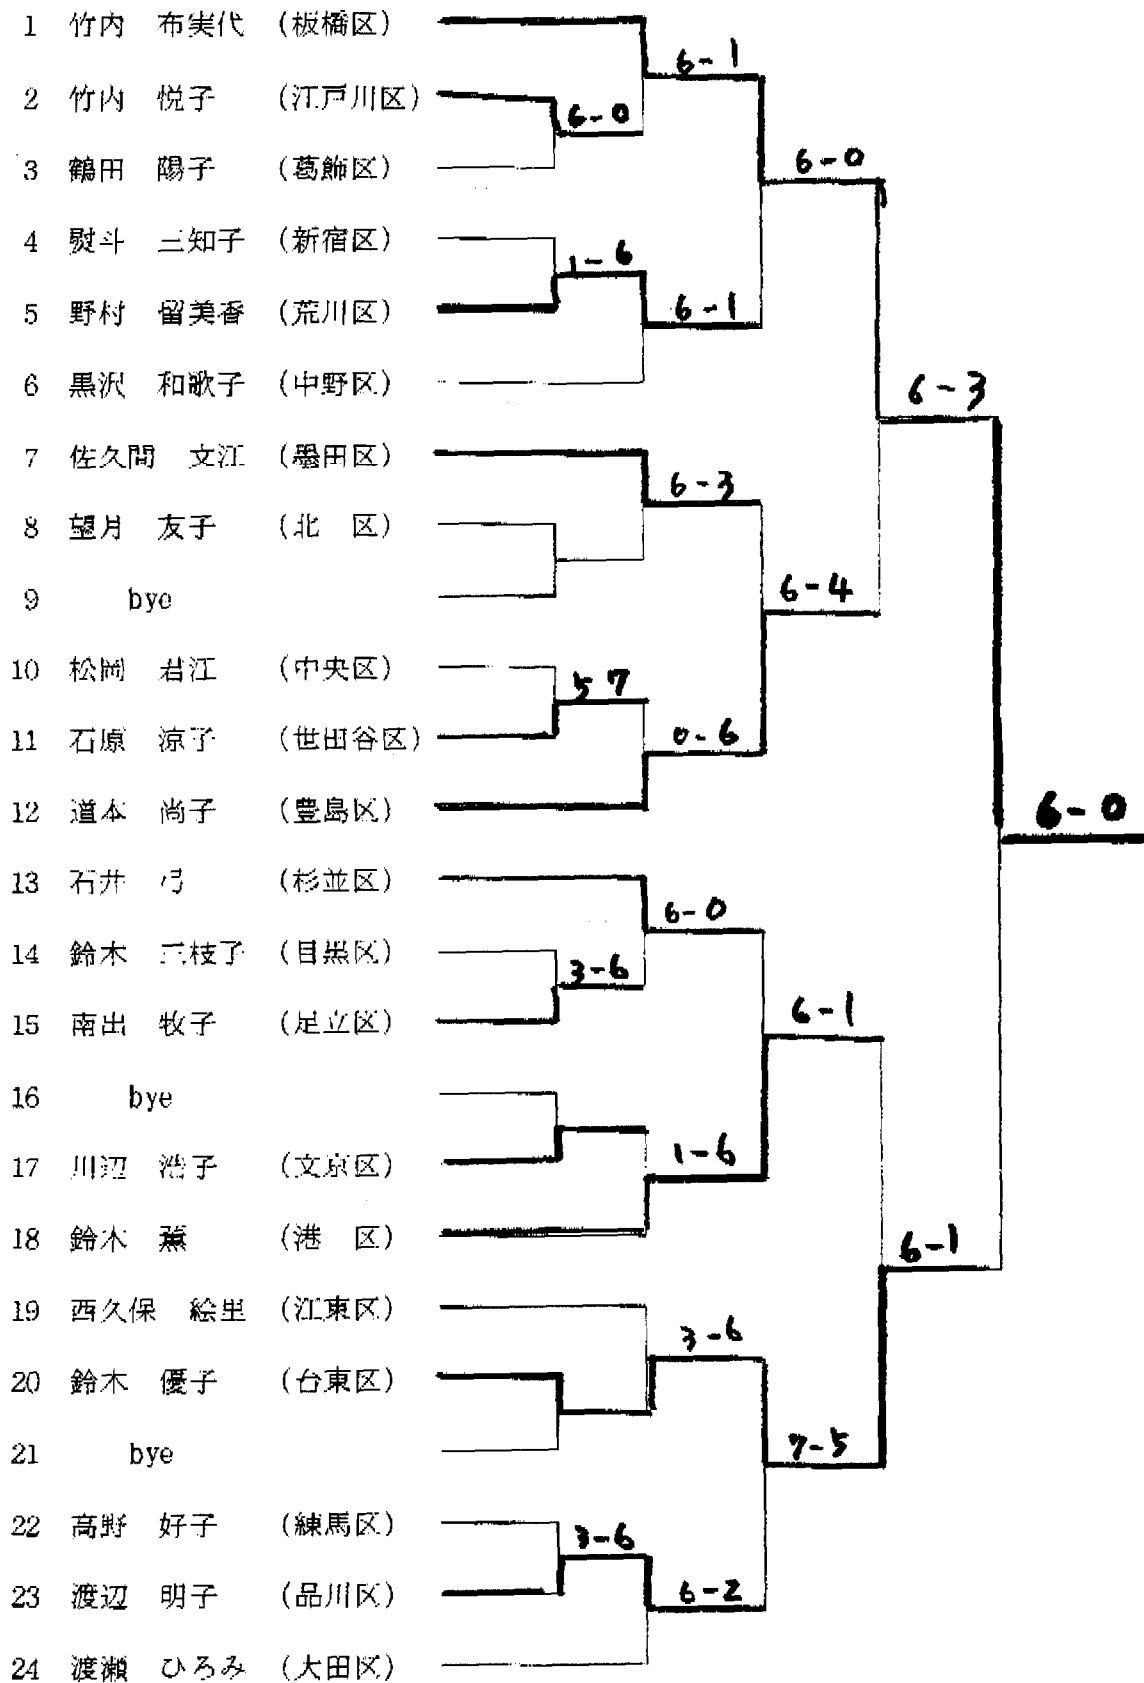 1 竹内 布実代 (板橋区)
6-1
2 竹内 悦子 (江戸川区)
6-0
3 鶴田 陽子 (葛飾区)
6-0
4 熨斗 三知子 (新宿区)
1-6
5 野村 留美香 (荒川区)
6-1
6 黒沢 和歌子 (中野区)
6-3
7 佐久間 文江 (墨田区)
6-3
8 望月 友子 (北 区)
9 bye
6-4
10 松岡 君江 (中央区)
5 7
11 石原 涼子 (世田谷区)
0-6
12 道本 尚子 (豊島区)
6-0
13 石井 弓 (杉並区)
6-0
14 鈴木 三枝子 (目黒区)
3-6
15 南出 牧子 (足立区)
6-1
16 bye
17 川辺 浩子 (文京区)
1-6
18 鈴木 薫 (港 区)
6-1
19 西久保 絵里 (江東区)
3-6
20 鈴木 優子 (台東区)
21 bye
7-5
22 高野 好子 (練馬区)
3-6
23 渡辺 明子 (品川区)
6-2
24 渡瀬 ひろみ (大田区)